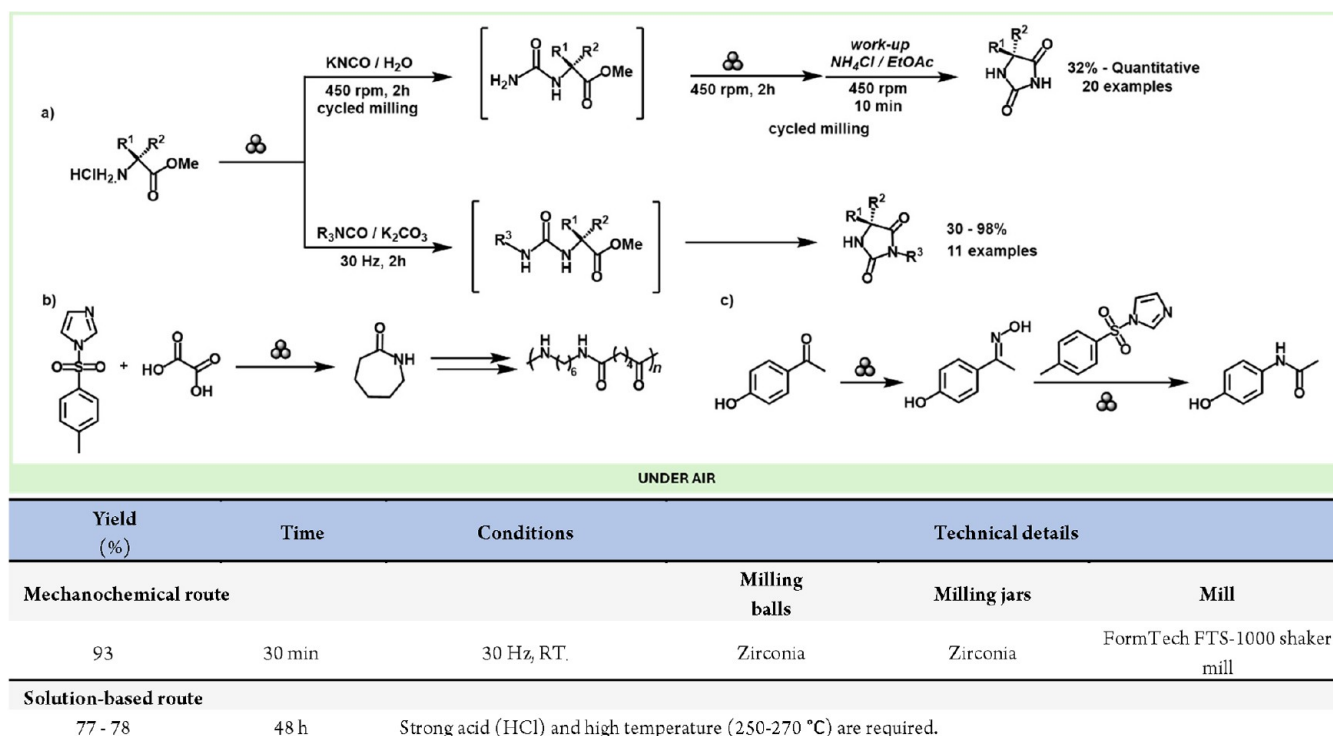 a)
R1 R2
HClH2.N
OMe
O
KNCO / H2O
450 rpm, 2h
cycled milling
O R1 R2
H2N N OMe
H O
450 rpm, 2h
work-up
NH4Cl / EtOAc
450 rpm
10 min
cycled milling
R2
R1 O
HN NH
O
32% - Quantitative
20 examples
R3NCO / K2CO3
30 Hz, 2h
O R1 R2
R3 N N OMe
H H O
R2
R1 O
HN N-R3
O
30 - 98%
11 examples
b)
N
N
O=S=O
+
O
HO O
OH
O
NH
H
N 6 H N O 4 O n
c)
O
HO
N OH
HO
O N N
S
O
H
N
O
HO
UNDER AIR
Yield
(%)
Time
Conditions
Technical details
Mechanochemical route
Milling
balls
Milling jars
Mill
93
30 min
30 Hz, RT.
Zirconia
Zirconia
FormTech FTS-1000 shaker
mill
Solution-based route
77 - 78
48 h
Strong acid (HCl) and high temperature (250-270 °C) are required.